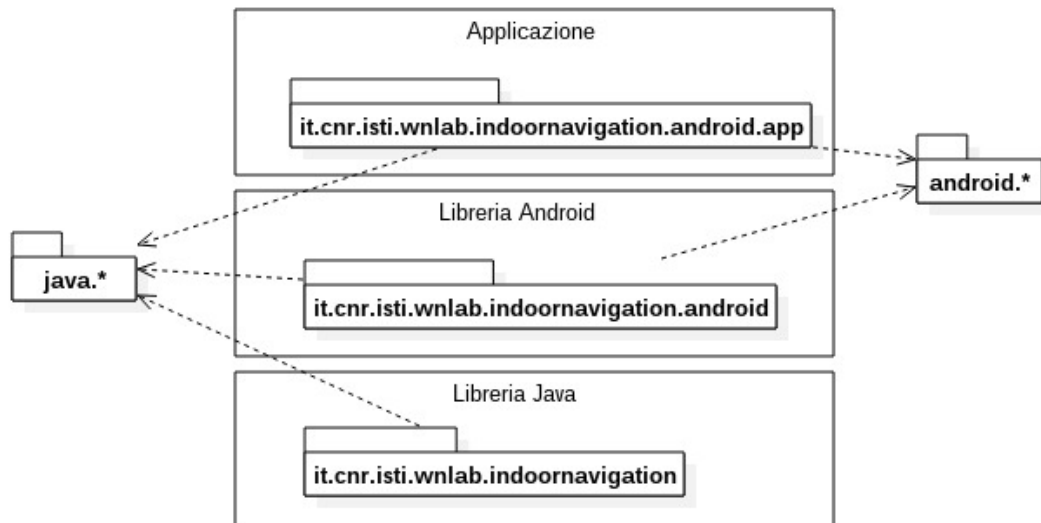 Applicazione
it.cnr.isti.wnlab.indoornavigation.android.app
android.*
Libreria Android
java.*
it.cnr.isti.wnlab.indoornavigation.android
Libreria Java
it.cnr.isti.wnlab.indoornavigation